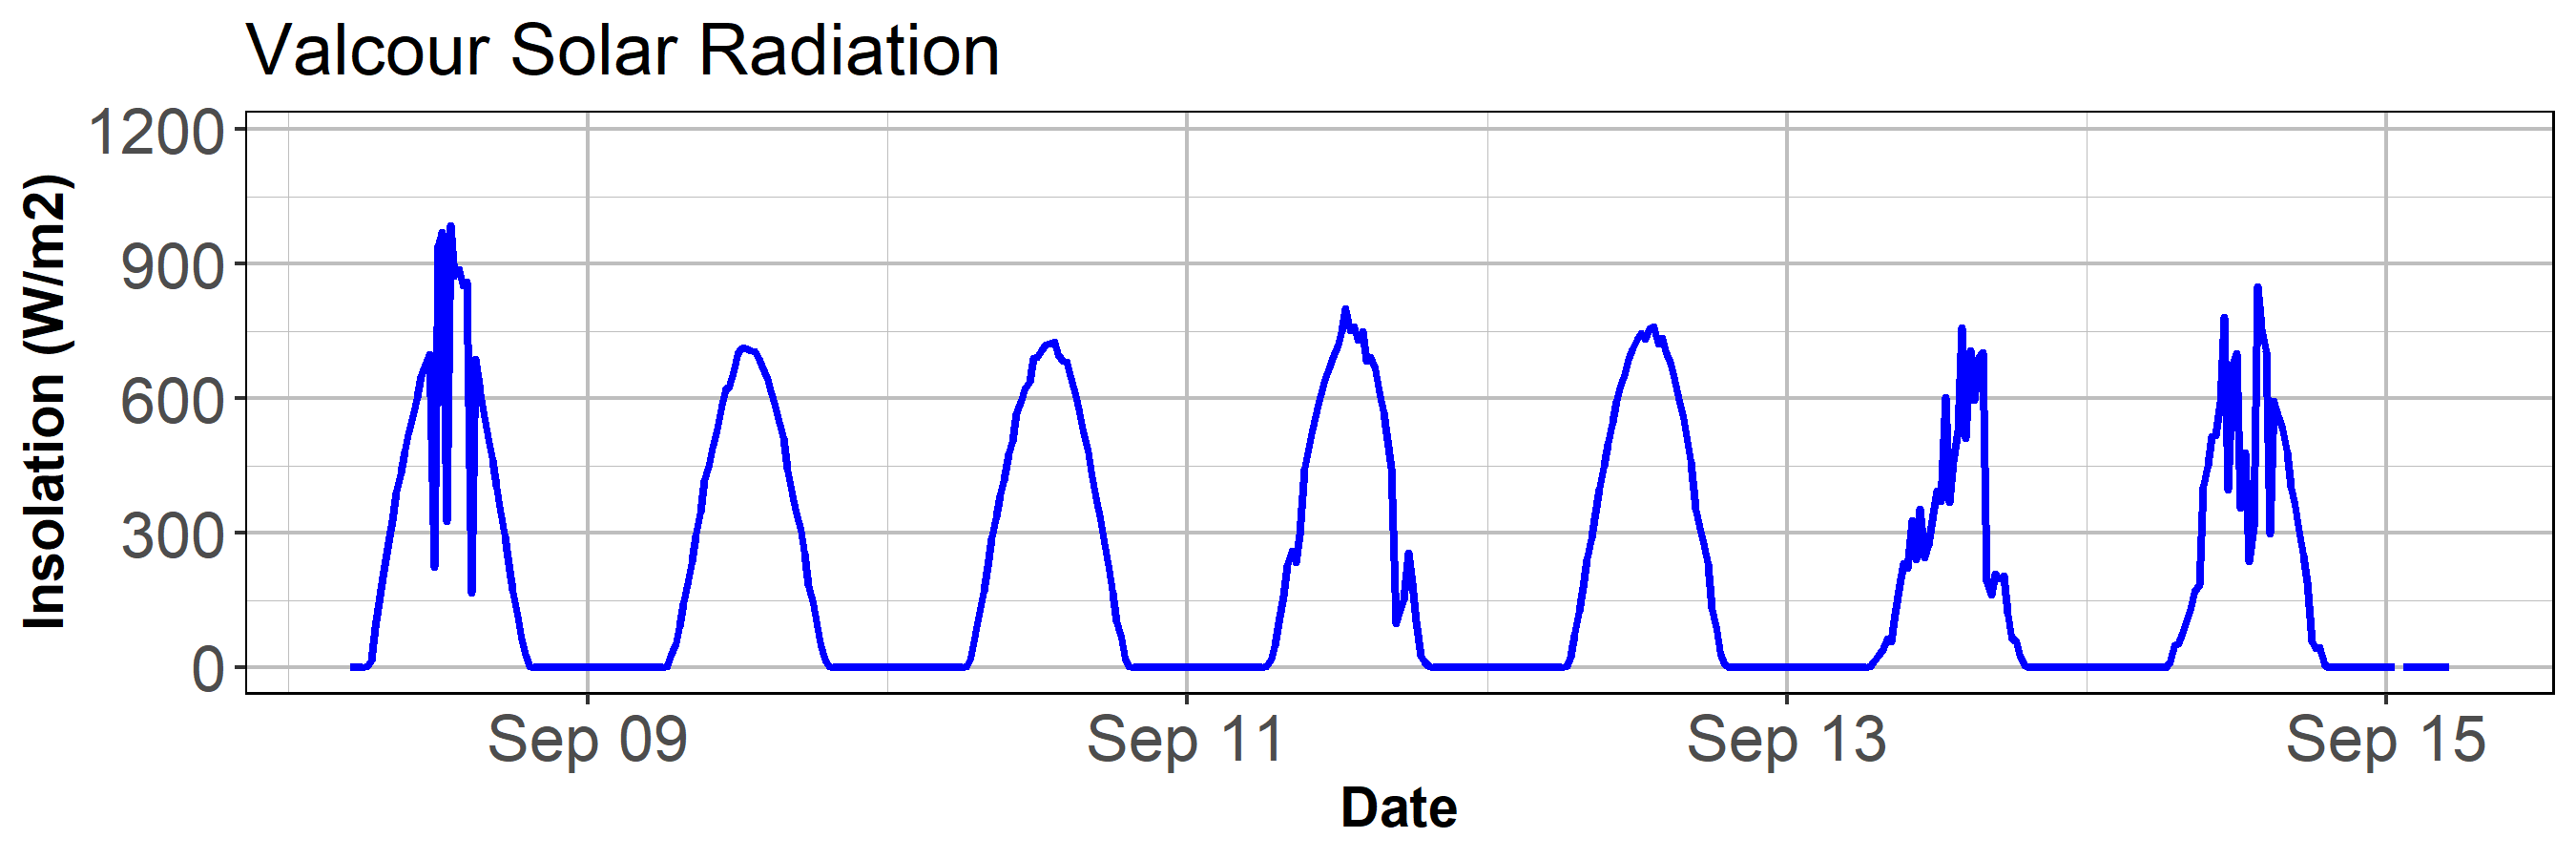 Valcour Solar Radiation
1200
900
600
300
0
Insolation (W/m2)
Sep 09
Sep 11
Sep 13
Sep 15
Date